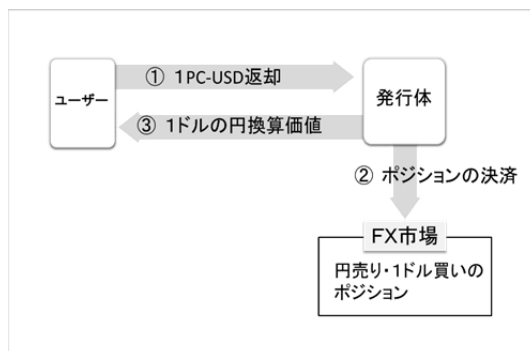 ① 1PC-USD返却
ユーザー
発行体
③ 1ドルの円換算価値
② ポジションの決済
FX市場
円売り・1ドル買いの
ポジション